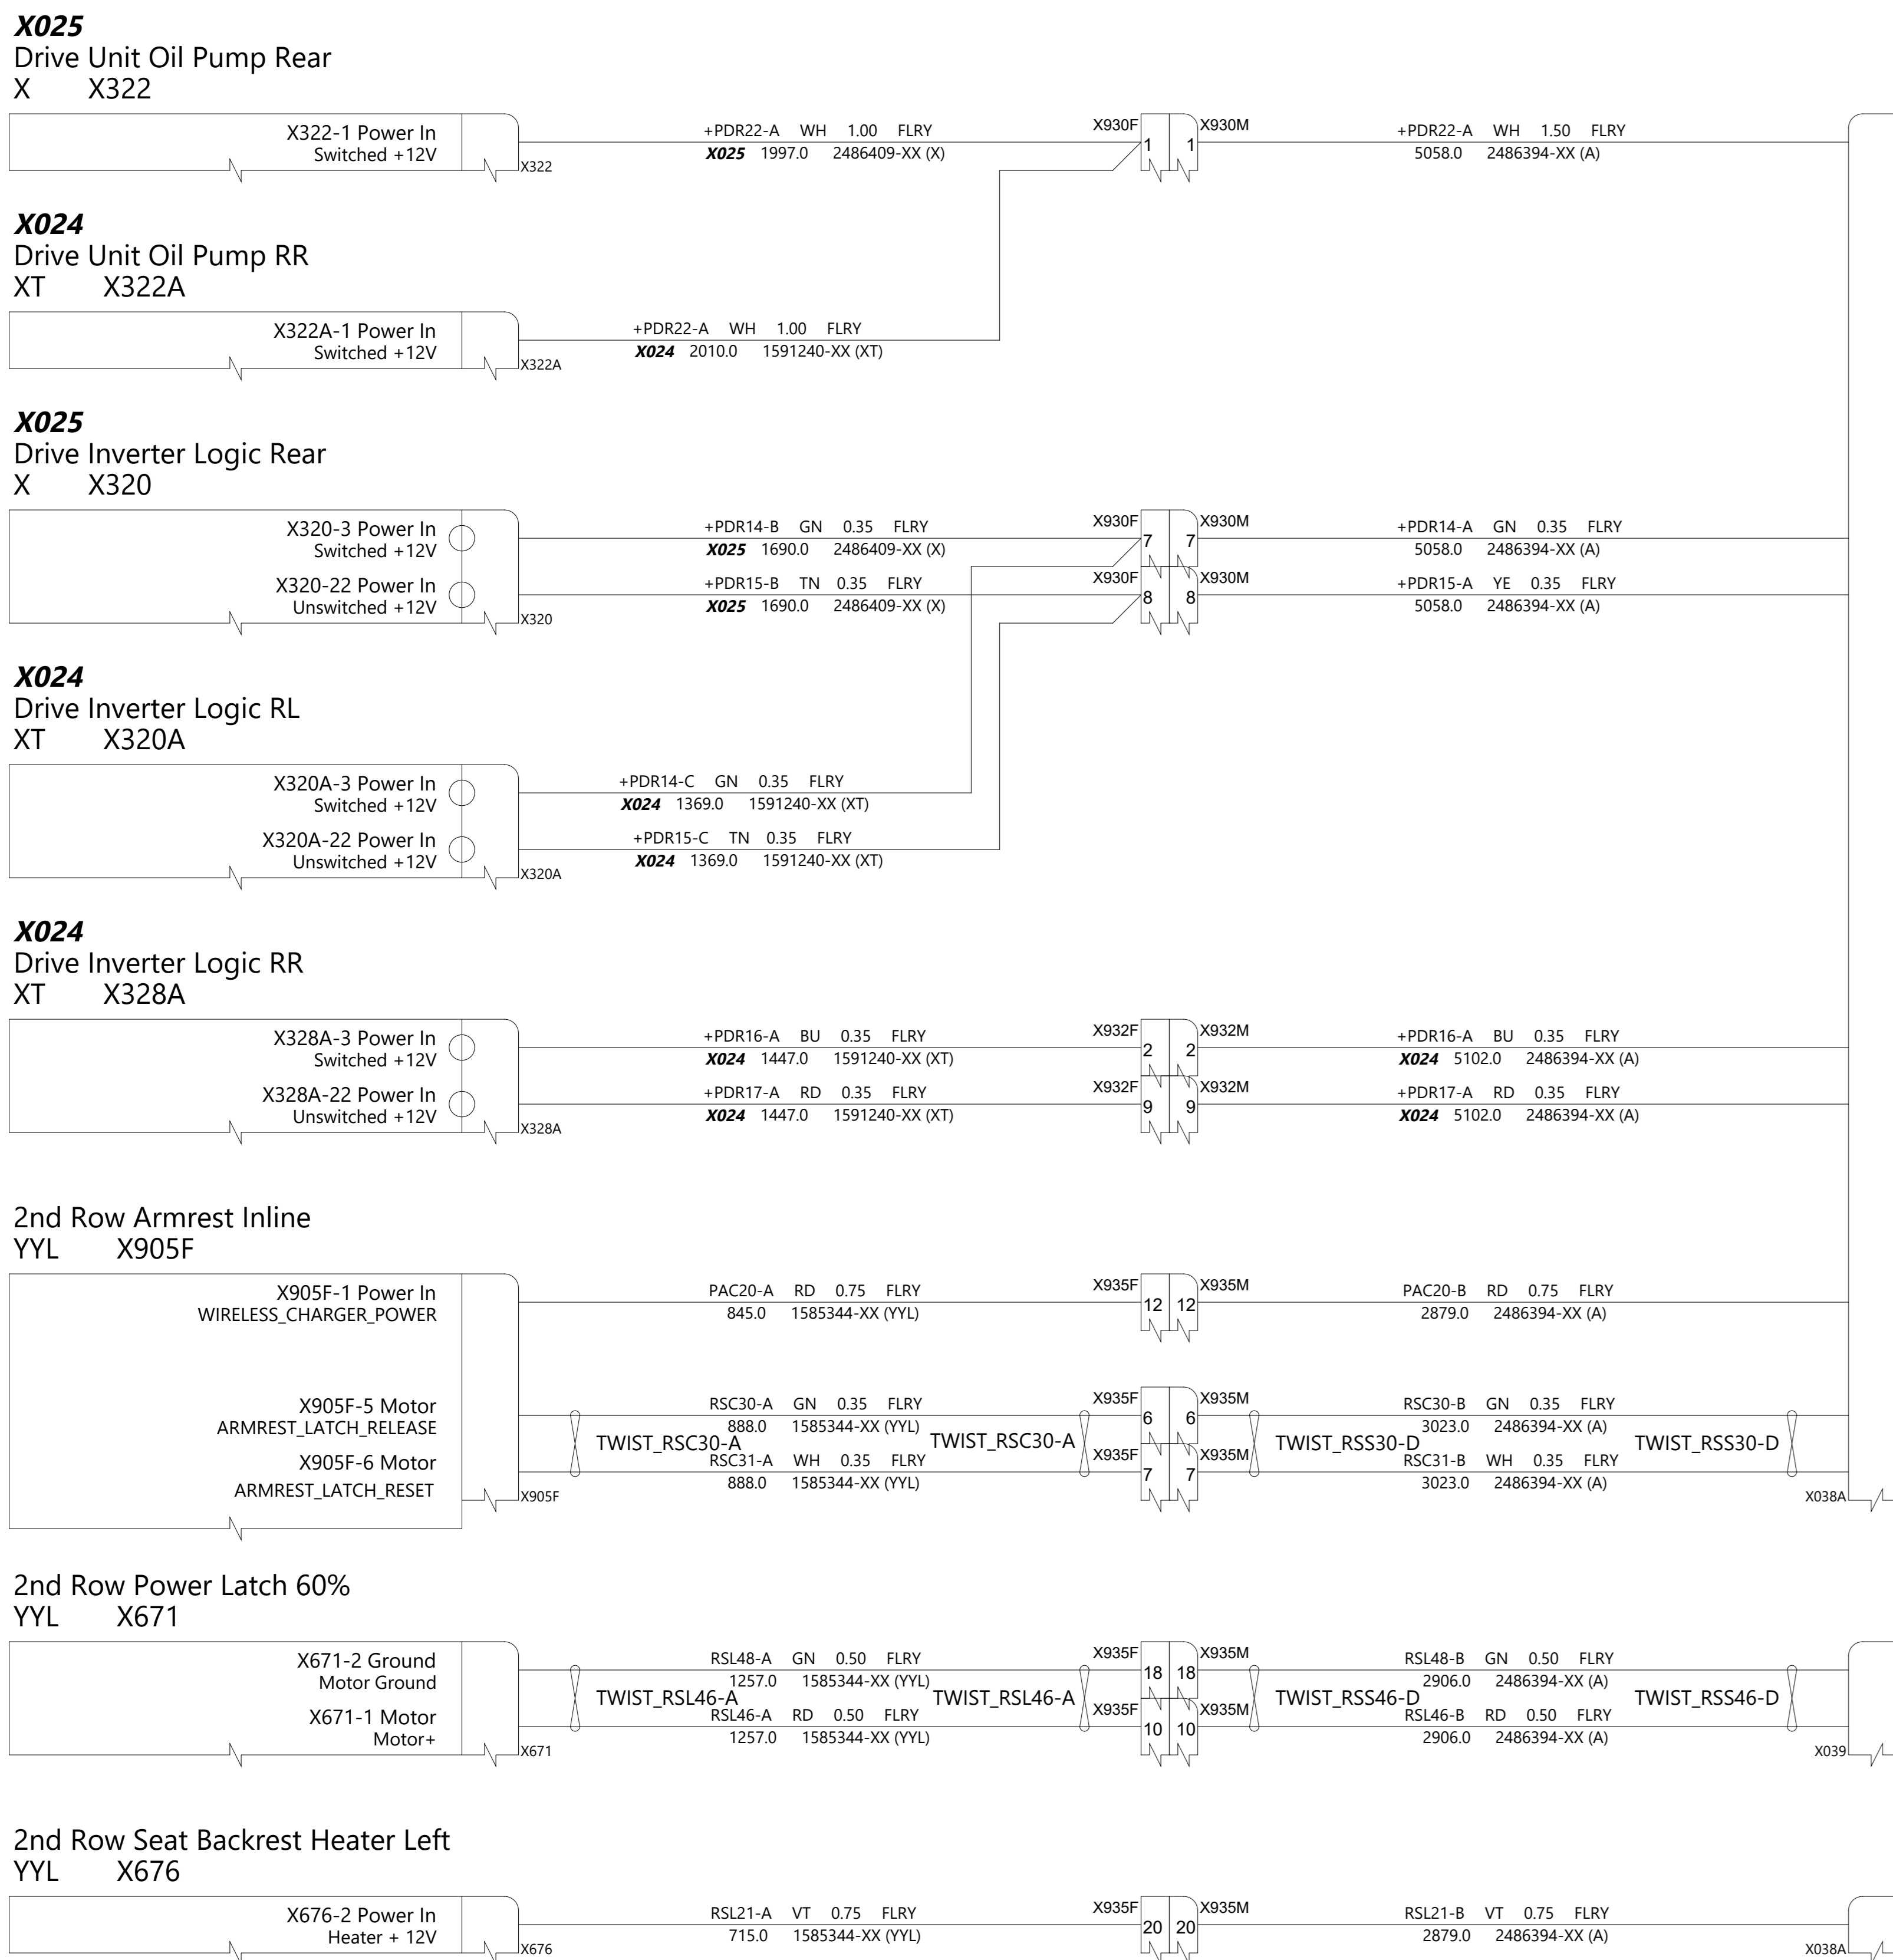 X025
Drive Unit Oil Pump Rear
X X322
X322-1 Power In
Switched +12V
X322
+PDR22-A WH 1.00 FLRY
X025 1997.0 2486409-XX (X)
X930F 1 1 X930M
+PDR22-A WH 1.50 FLRY
5058.0 2486394-XX (A)
X024
Drive Unit Oil Pump RR
XT X322A
X322A-1 Power In
Switched +12V
X322A
+PDR22-A WH 1.00 FLRY
X024 2010.0 1591240-XX (XT)
X025
Drive Inverter Logic Rear
X X320
X320-3 Power In
Switched +12V
+PDR14-B GN 0.35 FLRY
X025 1690.0 2486409-XX (X)
X930F 7 7 X930M
+PDR14-A GN 0.35 FLRY
5058.0 2486394-XX (A)
X320-22 Power In
Unswitched +12V
X320
+PDR15-B TN 0.35 FLRY
X025 1690.0 2486409-XX (X)
X930F 8 8 X930M
+PDR15-A YE 0.35 FLRY
5058.0 2486394-XX (A)
X024
Drive Inverter Logic RL
XT X320A
X320A-3 Power In
Switched +12V
+PDR14-C GN 0.35 FLRY
X024 1369.0 1591240-XX (XT)
X320A-22 Power In
Unswitched +12V
X320A
+PDR15-C TN 0.35 FLRY
X024 1369.0 1591240-XX (XT)
X024
Drive Inverter Logic RR
XT X328A
X328A-3 Power In
Switched +12V
+PDR16-A BU 0.35 FLRY
X024 1447.0 1591240-XX (XT)
X932F 2 2 X932M
+PDR16-A BU 0.35 FLRY
X024 5102.0 2486394-XX (A)
X328A-22 Power In
Unswitched +12V
X328A
+PDR17-A RD 0.35 FLRY
X024 1447.0 1591240-XX (XT)
X932F 9 9 X932M
+PDR17-A RD 0.35 FLRY
X024 5102.0 2486394-XX (A)
2nd Row Armrest Inline
YYL X905F
X905F-1 Power In
WIRELESS_CHARGER_POWER
PAC20-A RD 0.75 FLRY
845.0 1585344-XX (YYL)
X935F 12 12 X935M
PAC20-B RD 0.75 FLRY
2879.0 2486394-XX (A)
X905F-5 Motor
ARMREST_LATCH_RELEASE
RSC30-A GN 0.35 FLRY
888.0 1585344-XX (YYL)
X935F 6 6 X935M
RSC30-B GN 0.35 FLRY
3023.0 2486394-XX (A)
TWIST_RSC30-A TWIST_RSC30-A TWIST_RSS30-D TWIST_RSS30-D
X905F-6 Motor
ARMREST_LATCH_RESET
X905F
RSC31-A WH 0.35 FLRY
888.0 1585344-XX (YYL)
X935F 7 7 X935M
RSC31-B WH 0.35 FLRY
3023.0 2486394-XX (A)
X038A
2nd Row Power Latch 60%
YYL X671
X671-2 Ground
Motor Ground
RSL48-A GN 0.50 FLRY
1257.0 1585344-XX (YYL)
X935F 18 18 X935M
RSL48-B GN 0.50 FLRY
2906.0 2486394-XX (A)
TWIST_RSL46-A TWIST_RSL46-A TWIST_RSS46-D TWIST_RSS46-D
X671-1 Motor
Motor+
X671
RSL46-A RD 0.50 FLRY
1257.0 1585344-XX (YYL)
X935F 10 10 X935M
RSL46-B RD 0.50 FLRY
2906.0 2486394-XX (A)
X039
2nd Row Seat Backrest Heater Left
YYL X676
X676-2 Power In
Heater + 12V
X676
RSL21-A VT 0.75 FLRY
715.0 1585344-XX (YYL)
X935F 20 20 X935M
RSL21-B VT 0.75 FLRY
2879.0 2486394-XX (A)
X038A